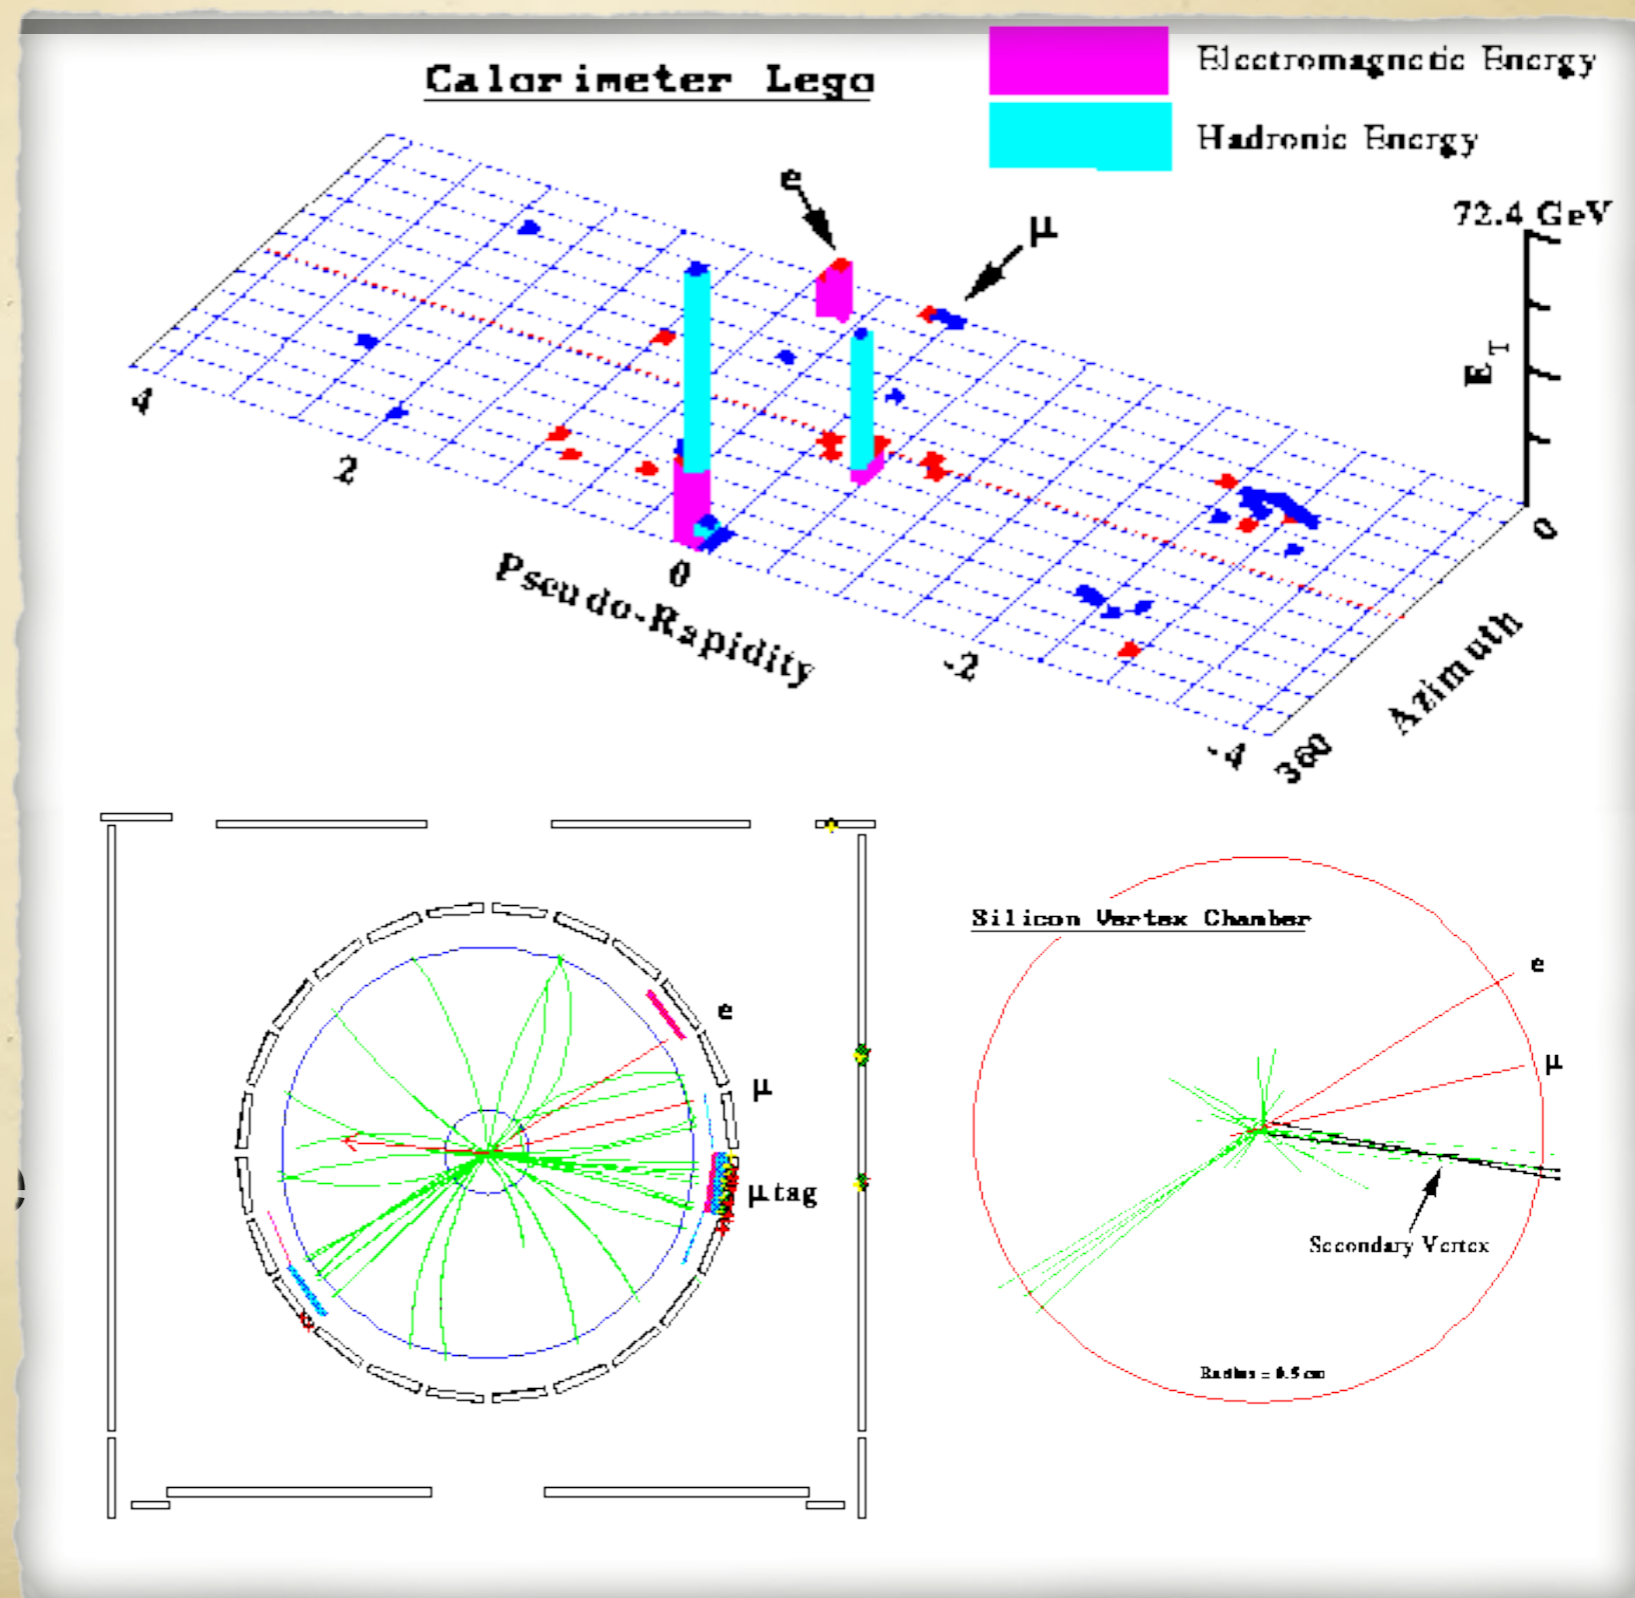 Calorimeter Lego
Electromagnetic Energy
Hadronic Energy
e
μ
72.4 GeV
E_T
4
2
0
-2
-4
Pseudo-Rapidity
360
0
Azimuth
e
μ
μ tag
Silicon Vertex Chamber
e
μ
Secondary Vertex
e